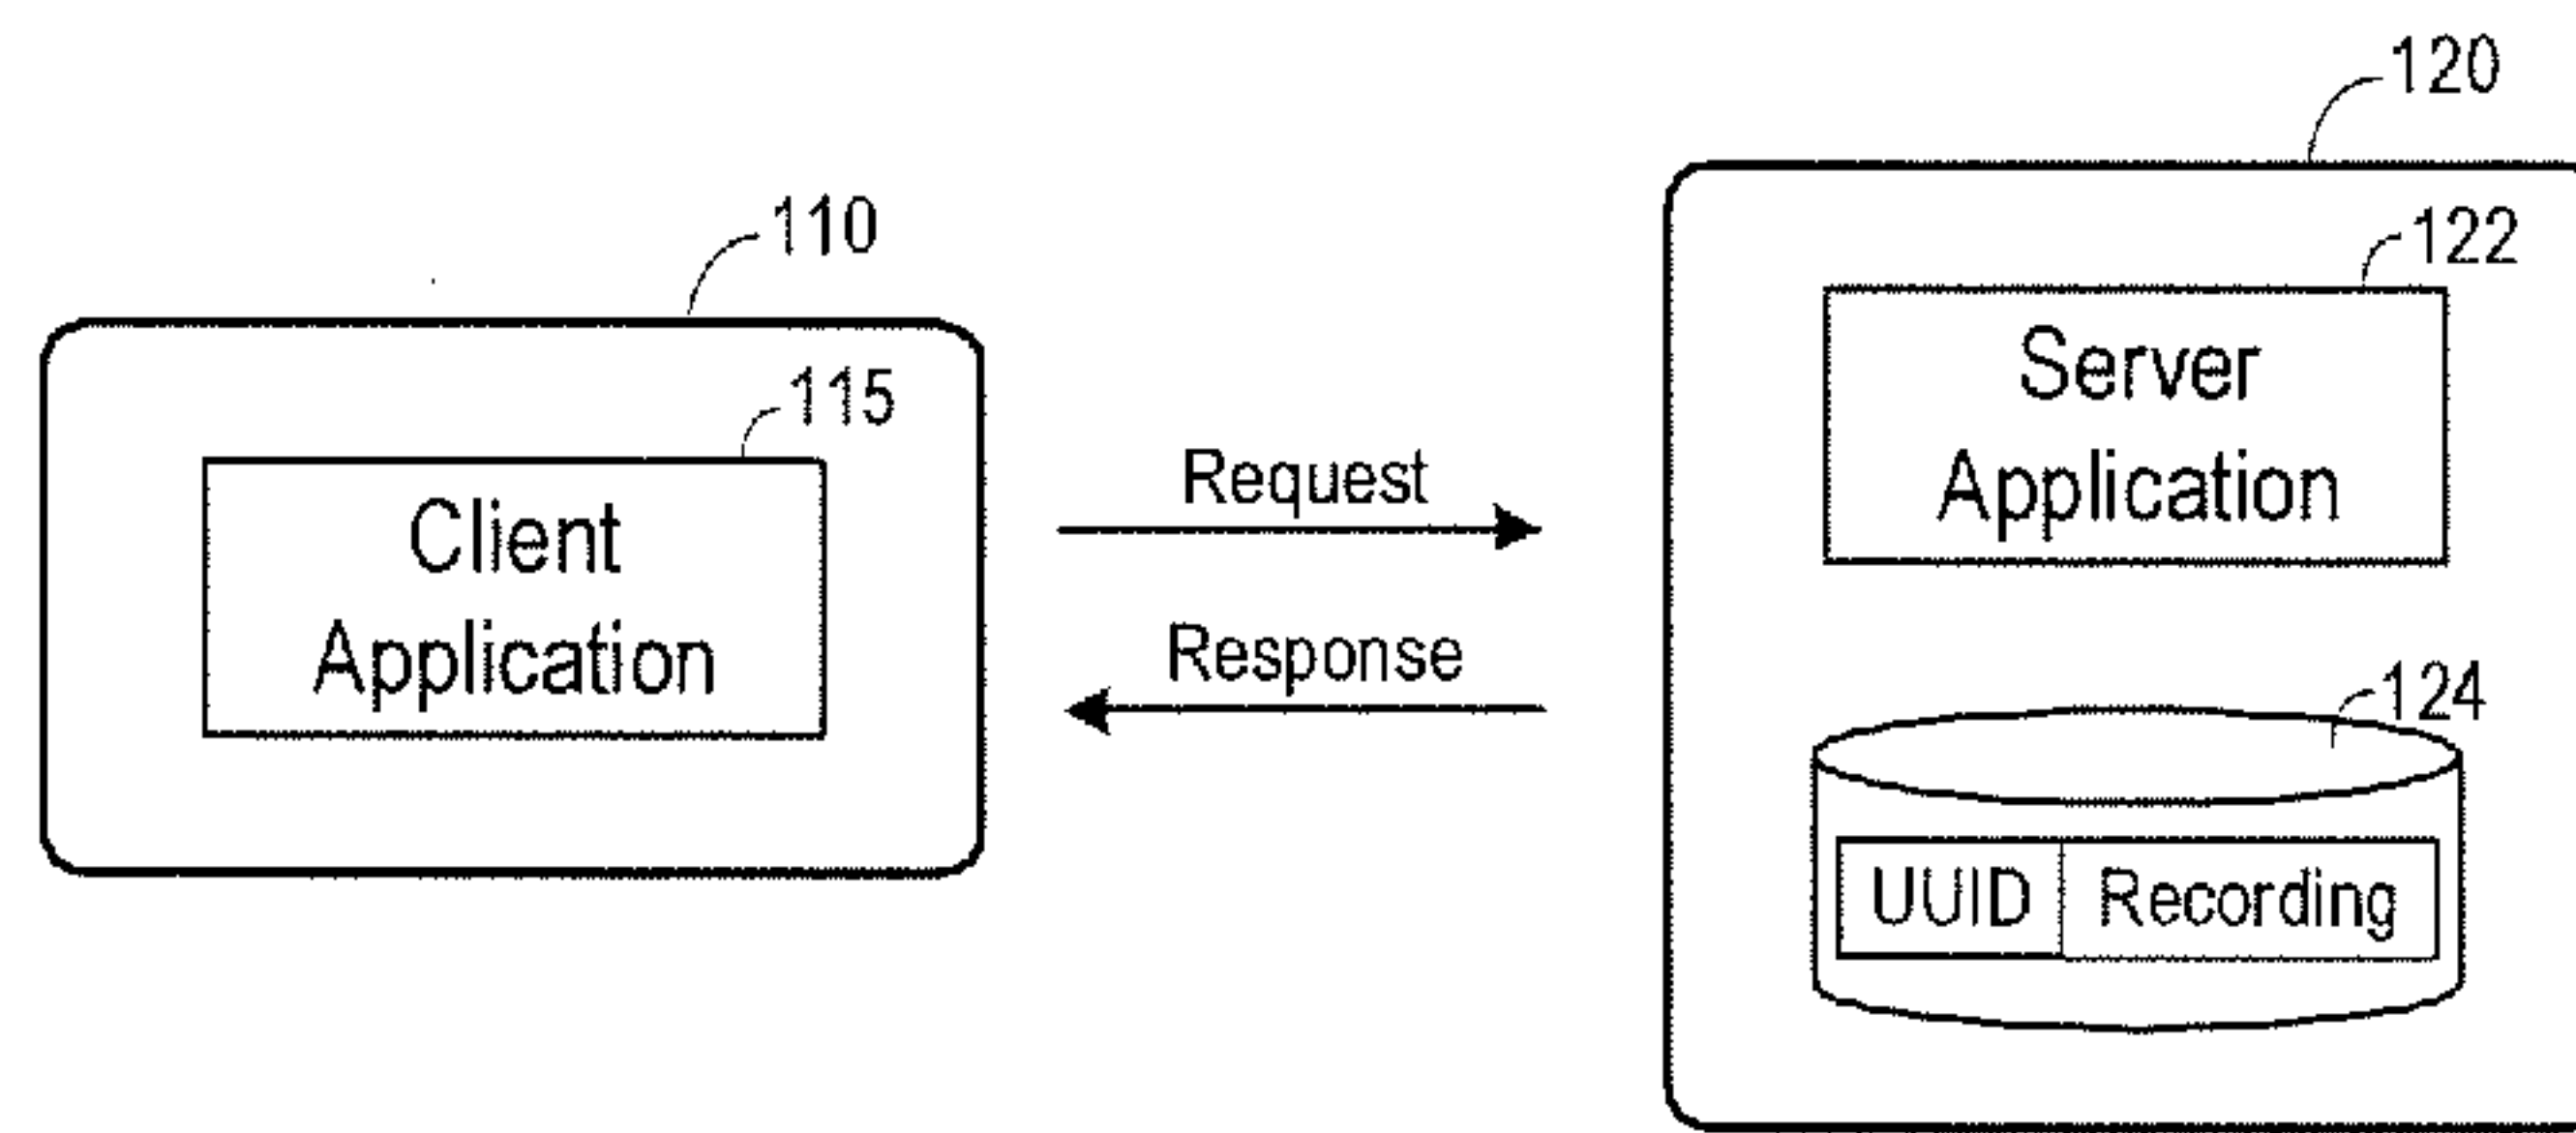 120
110
122
Server
Application
115
Client
Application
Request
Response
124
UUID Recording